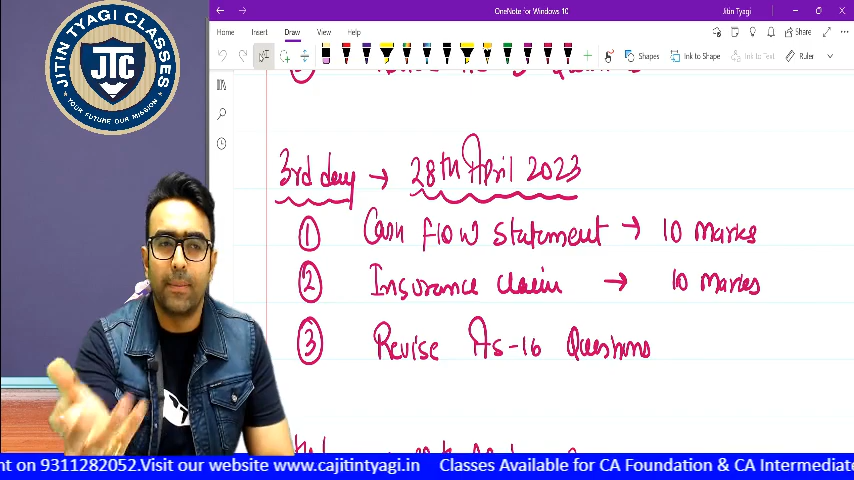 OneNote for Windows 10
Jitin Tyagi
Home Insert Draw View Help
Share
Shapes Ink to Shape Ink to Text Ruler
JITIN TYAGI CLASSES
JTC
YOUR FUTURE OUR MISSION
3rd day → 28th April 2023
① Cash flow statement → 10 Marks
② Insurance claim → 10 Marks
③ Revise As-16 Questions
nt on 9311282052.Visit our website www.cajitintyagi.in Classes Available for CA Foundation & CA Intermediate